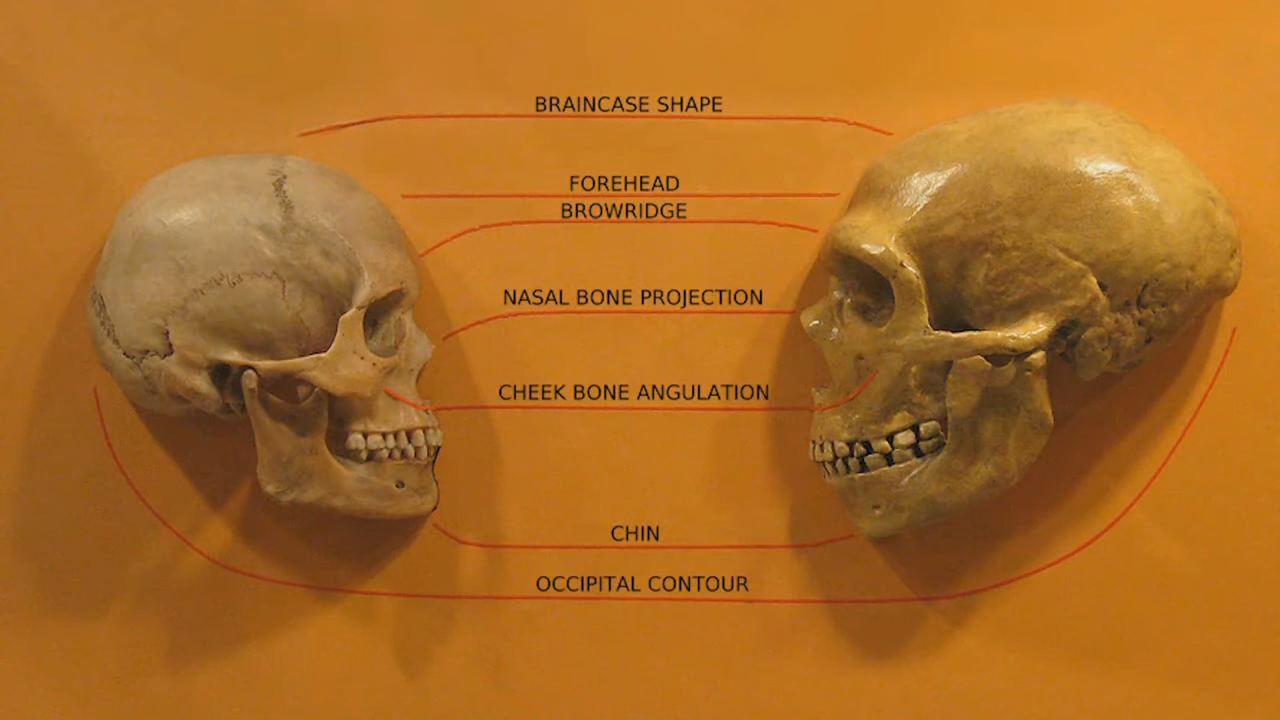 BRAINCASE SHAPE
FOREHEAD
BROWRIDGE
NASAL BONE PROJECTION
CHEEK BONE ANGULATION
CHIN
OCCIPITAL CONTOUR